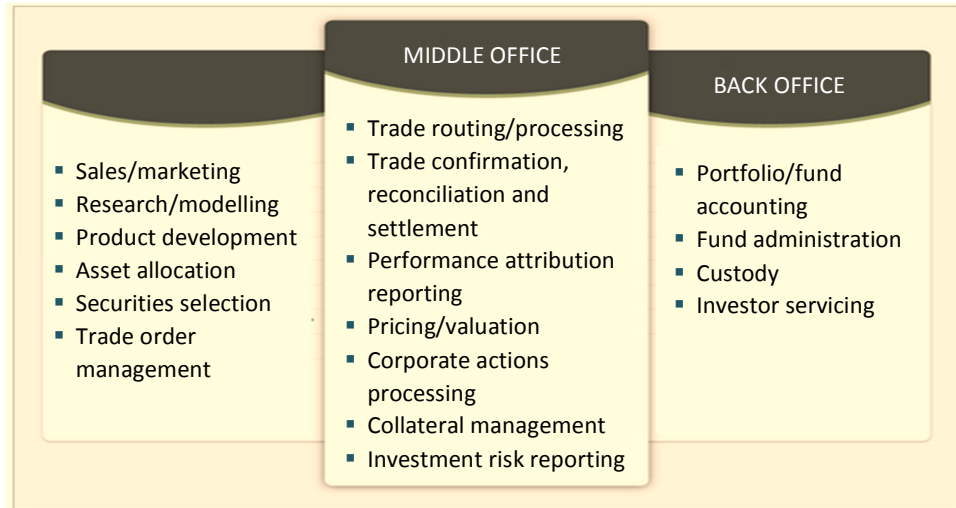 MIDDLE OFFICE
BACK OFFICE
▪ Sales/marketing
▪ Research/modelling
▪ Product development
▪ Asset allocation
▪ Securities selection
▪ Trade order
management
▪ Trade routing/processing
▪ Trade confirmation,
reconciliation and
settlement
▪ Performance attribution
reporting
▪ Pricing/valuation
▪ Corporate actions
processing
▪ Collateral management
▪ Investment risk reporting
▪ Portfolio/fund
accounting
▪ Fund administration
▪ Custody
▪ Investor servicing